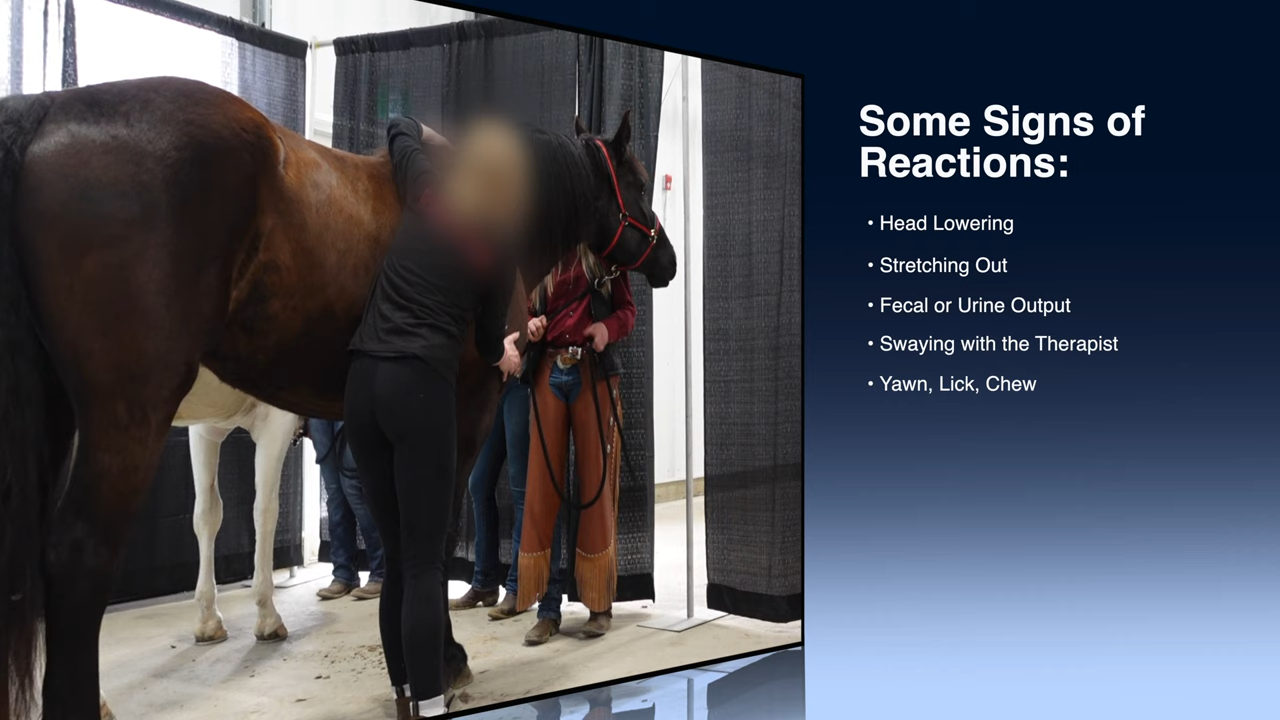 Some Signs of
Reactions:
• Head Lowering
• Stretching Out
• Fecal or Urine Output
• Swaying with the Therapist
• Yawn, Lick, Chew